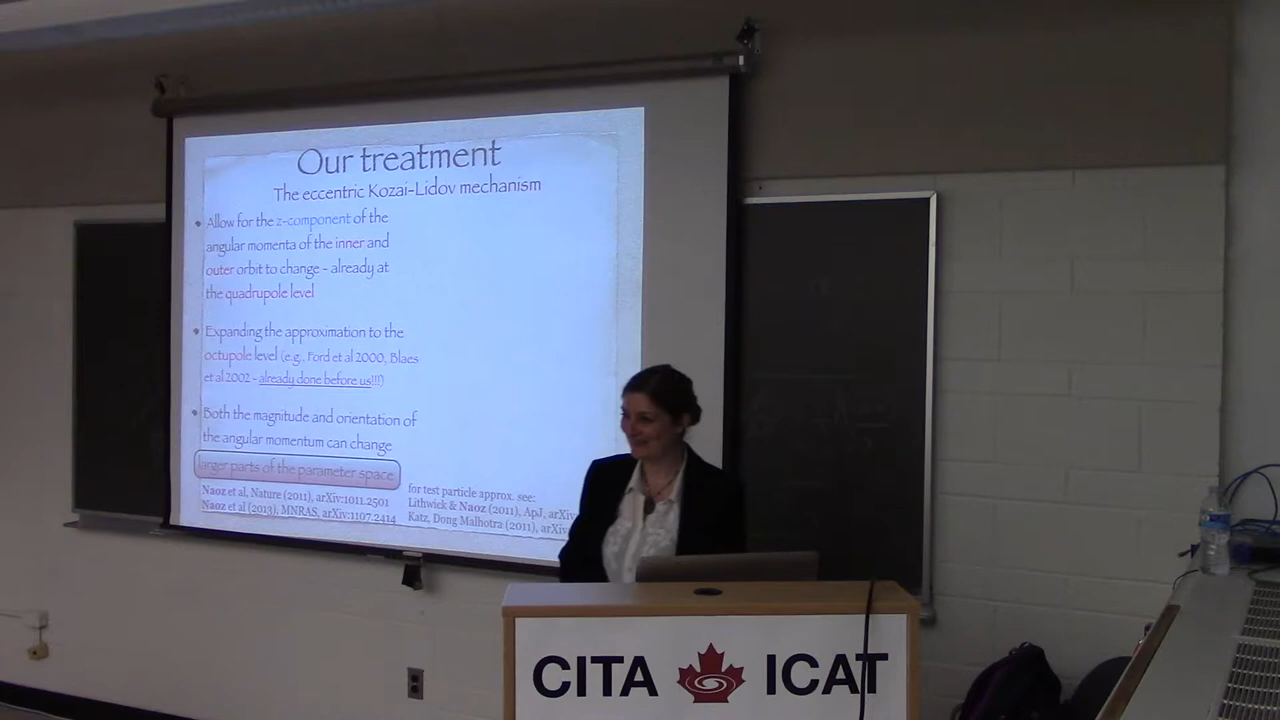 Our treatment
The eccentric Kozai-Lidov mechanism
• Allow for the z-component of the
angular momenta of the inner and
outer orbit to change - already at
the quadrupole level
• Expanding the approximation to the
octupole level (e.g., Ford et al 2000, Blaes
et al 2002 - already done before us!!!)
• Both the magnitude and orientation of
the angular momentum can change
larger parts of the parameter space
Naoz et al, Nature (2011), arXiv:1011.2501
Naoz et al (2013), MNRAS, arXiv:1107.2414
for test particle approx. see:
Lithwick & Naoz (2011), ApJ, arXiv
Katz, Dong Malhotra (2011), arXiv
CITA ICAT